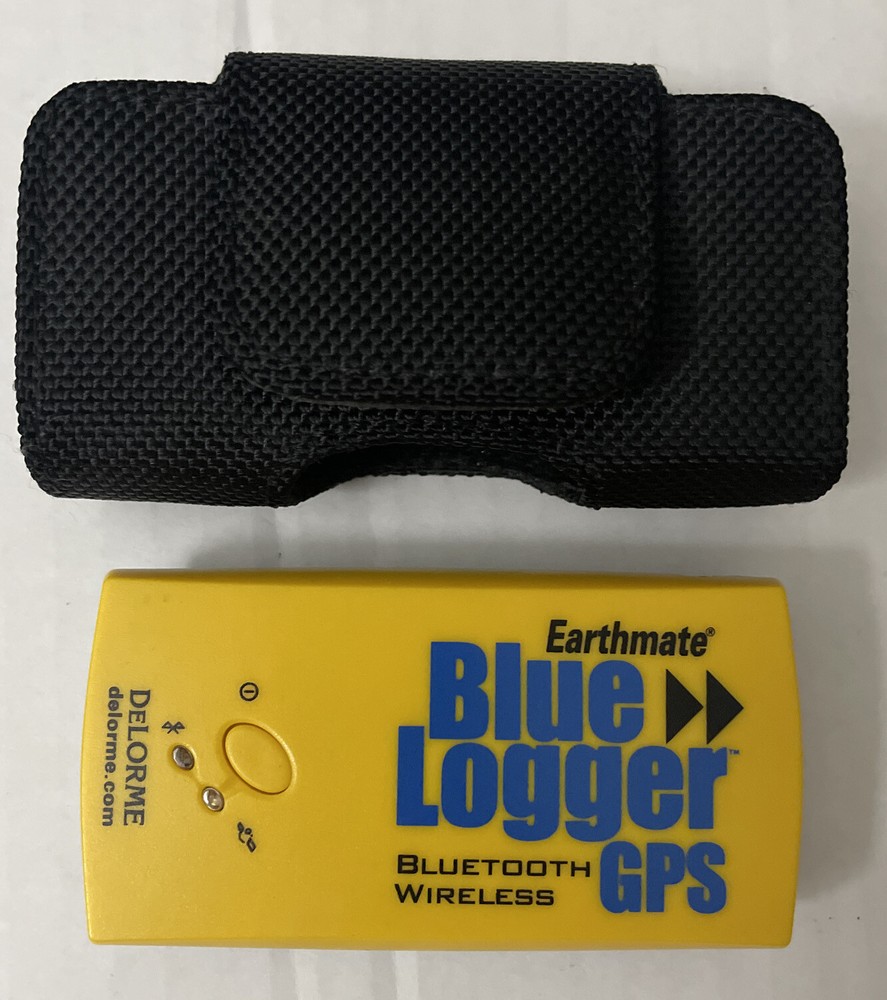 Earthmate®
Blue
Logger™
BLUETOOTH
WIRELESS
GPS
DELORME
delorme.com